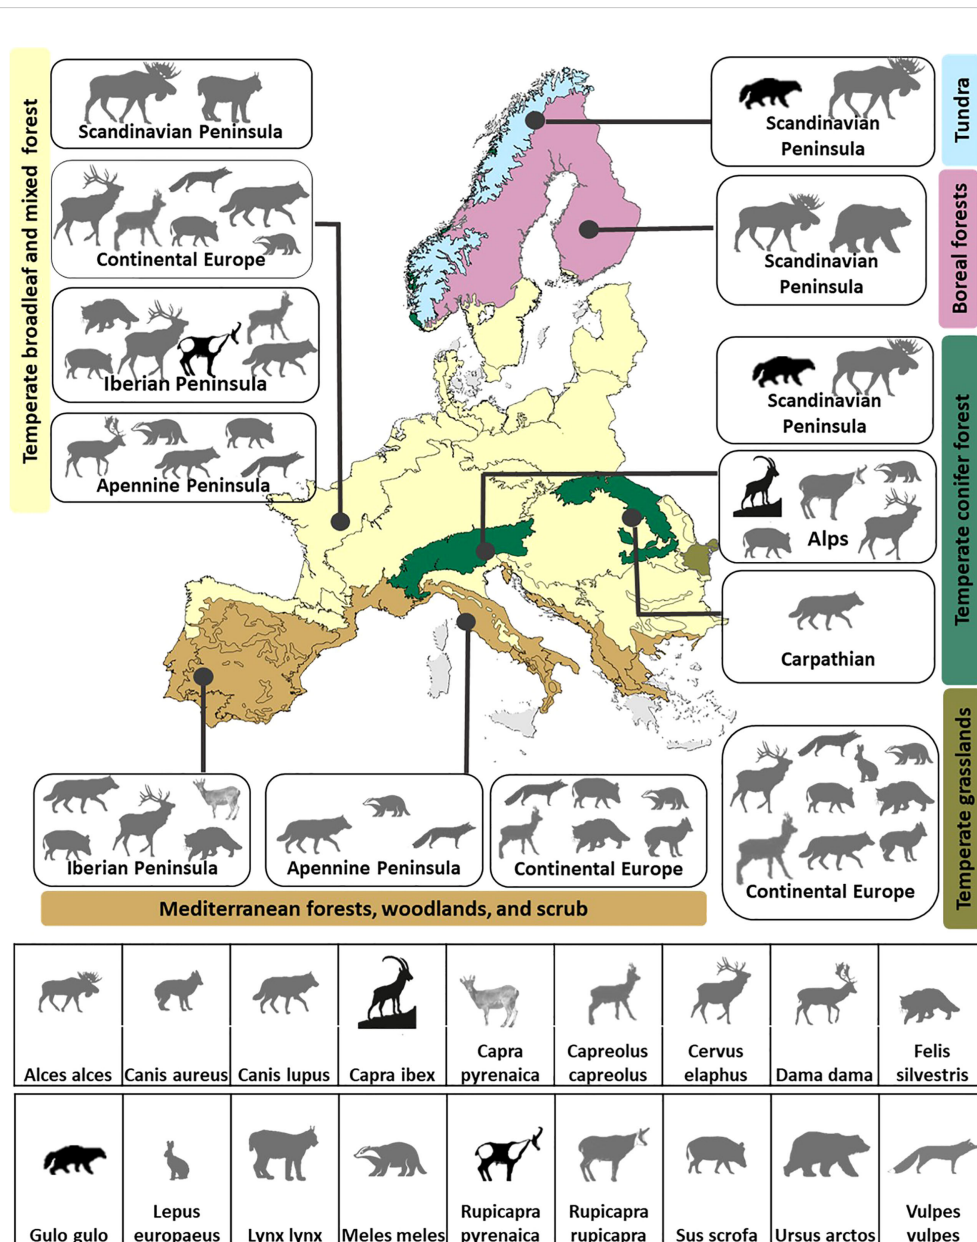 Temperate broadleaf and mixed forest
Scandinavian Peninsula
Continental Europe
Iberian Peninsula
Apennine Peninsula
Scandinavian
Peninsula
Tundra
Scandinavian
Peninsula
Boreal forests
Scandinavian
Peninsula
Alps
Carpathian
Temperate conifer forest
Continental Europe
Temperate grasslands
Iberian Peninsula
Apennine Peninsula
Continental Europe
Mediterranean forests, woodlands, and scrub
Alces alces
Canis aureus
Canis lupus
Capra ibex
Capra
pyrenaica
Capreolus
capreolus
Cervus
elaphus
Dama dama
Felis
silvestris
Gulo gulo
Lepus
europaeus
Lynx lynx
Meles meles
Rupicapra
pyrenaica
Rupicapra
rupicapra
Sus scrofa
Ursus arctos
Vulpes
vulpes